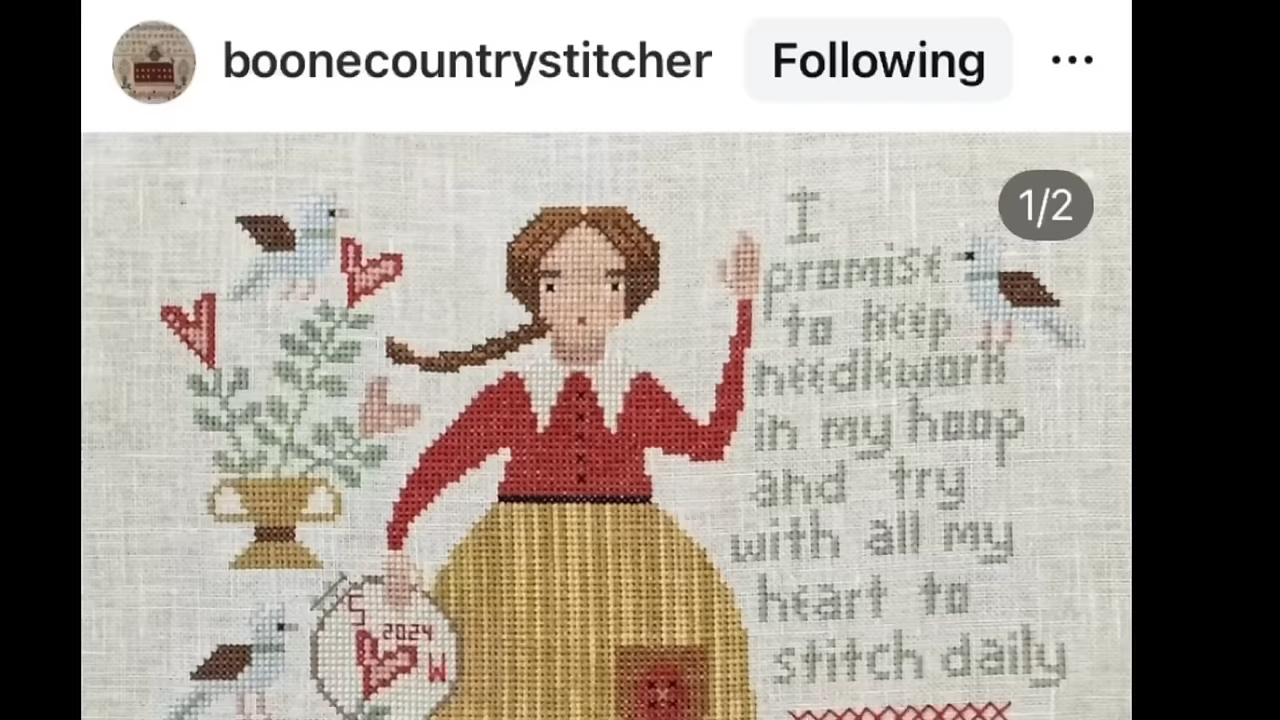 boonecountrystitcher Following
1/2
I
promise
to keep
needlework
in my hoop
and try
with all my
heart to
stitch daily
S
2024
W